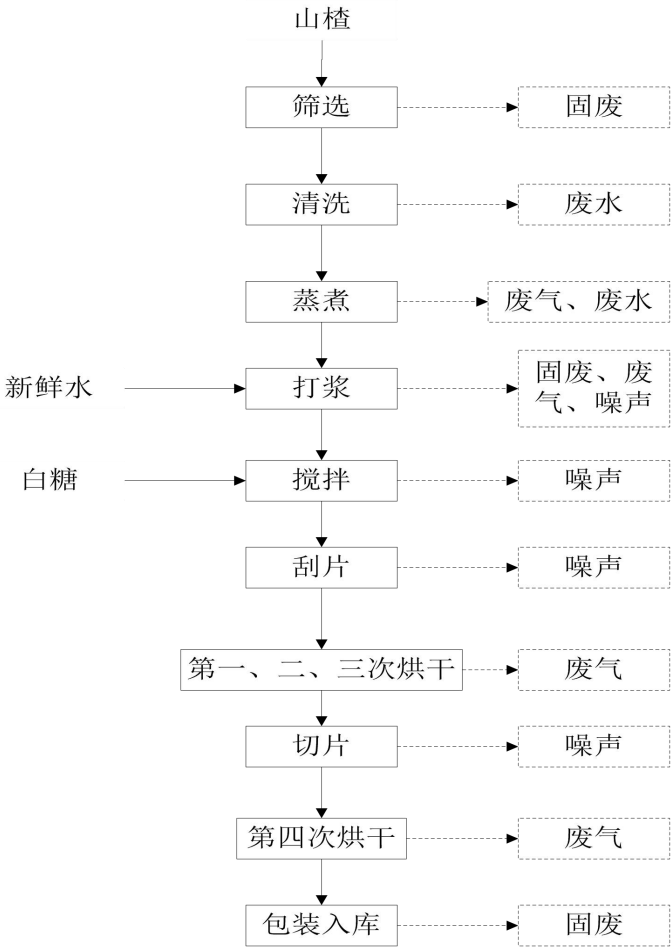 山楂
筛选
固废
清洗
废水
蒸煮
废气、废水
新鲜水
打浆
固废、废
气、噪声
白糖
搅拌
噪声
刮片
噪声
第一、二、三次烘干
废气
切片
噪声
第四次烘干
废气
包装入库
固废